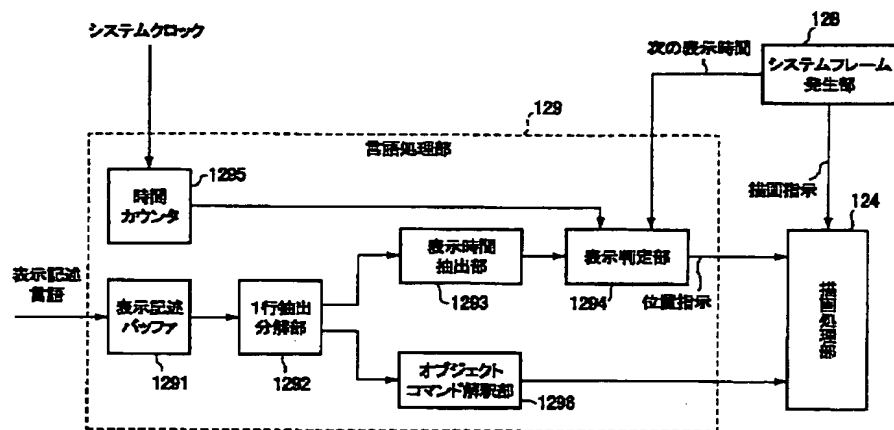 システムクロック
128
次の表示時間
システムフレーム
発生部
129
言語処理部
1295
時間
カウンタ
描画指示
124
表示記述
言語
表示時間
抽出部
表示判定部
1293
1294
位置指示
表示記述
バッファ
1行抽出
分解部
描画処理部
1291
1292
オブジェクト
コマンド解釈部
1296